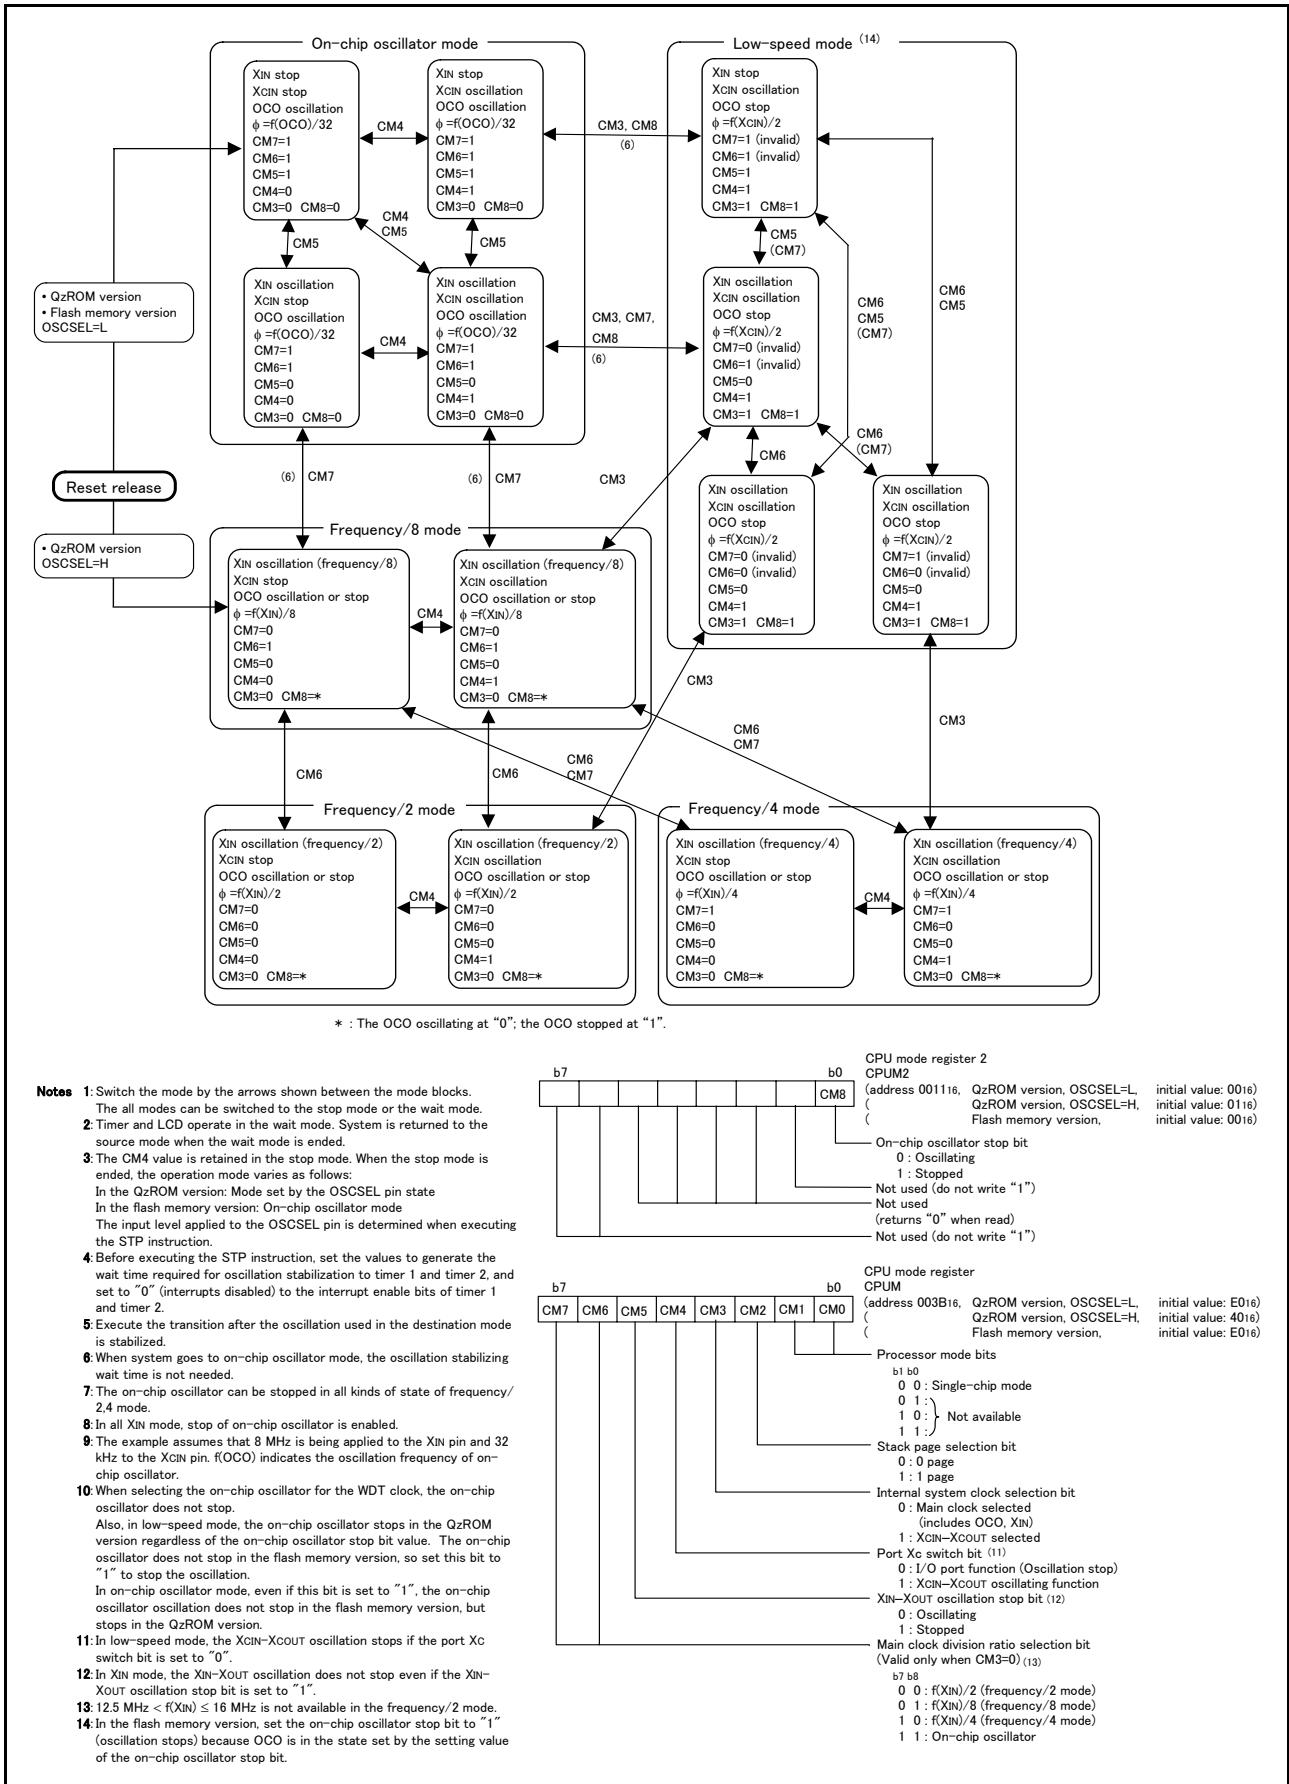 On-chip oscillator mode
XIN stop
XCIN stop
OCO oscillation
φ =f(OCO)/32
CM7=1
CM6=1
CM5=1
CM4=0
CM3=0 CM8=0
CM4
XIN stop
XCIN oscillation
OCO oscillation
φ =f(OCO)/32
CM7=1
CM6=1
CM5=1
CM4=1
CM3=0 CM8=0
CM5
CM4
CM5
CM5
XIN oscillation
XCIN stop
OCO oscillation
φ =f(OCO)/32
CM7=1
CM6=1
CM5=0
CM4=0
CM3=0 CM8=0
CM4
XIN oscillation
XCIN oscillation
OCO oscillation
φ =f(OCO)/32
CM7=1
CM6=1
CM5=0
CM4=1
CM3=0 CM8=0
CM3, CM8
(6)
CM3, CM7,
CM8
(6)
Low-speed mode (14)
XIN stop
XCIN oscillation
OCO stop
φ =f(XCIN)/2
CM7=1 (invalid)
CM6=1 (invalid)
CM5=1
CM4=1
CM3=1 CM8=1
CM5
(CM7)
XIN oscillation
XCIN oscillation
OCO stop
φ =f(XCIN)/2
CM7=0 (invalid)
CM6=1 (invalid)
CM5=0
CM4=1
CM3=1 CM8=1
CM6
CM5
(CM7)
CM6
CM5
CM6
(CM7)
CM6
XIN oscillation
XCIN oscillation
OCO stop
φ =f(XCIN)/2
CM7=0 (invalid)
CM6=0 (invalid)
CM5=0
CM4=1
CM3=1 CM8=1
XIN oscillation
XCIN oscillation
OCO stop
φ =f(XCIN)/2
CM7=1 (invalid)
CM6=0 (invalid)
CM5=0
CM4=1
CM3=1 CM8=1
• QzROM version
• Flash memory version
OSCSEL=L
Reset release
• QzROM version
OSCSEL=H
(6) CM7
(6) CM7
CM3
Frequency/8 mode
XIN oscillation (frequency/8)
XCIN stop
OCO oscillation or stop
φ =f(XIN)/8
CM7=0
CM6=1
CM5=0
CM4=0
CM3=0 CM8=*
CM4
XIN oscillation (frequency/8)
XCIN oscillation
OCO oscillation or stop
φ =f(XIN)/8
CM7=0
CM6=1
CM5=0
CM4=1
CM3=0 CM8=*
CM3
CM6
CM7
CM3
CM6
CM6
CM6
CM7
Frequency/2 mode
XIN oscillation (frequency/2)
XCIN stop
OCO oscillation or stop
φ =f(XIN)/2
CM7=0
CM6=0
CM5=0
CM4=0
CM3=0 CM8=*
CM4
XIN oscillation (frequency/2)
XCIN oscillation
OCO oscillation or stop
φ =f(XIN)/2
CM7=0
CM6=0
CM5=0
CM4=1
CM3=0 CM8=*
Frequency/4 mode
XIN oscillation (frequency/4)
XCIN stop
OCO oscillation or stop
φ =f(XIN)/4
CM7=1
CM6=0
CM5=0
CM4=0
CM3=0 CM8=*
CM4
XIN oscillation (frequency/4)
XCIN oscillation
OCO oscillation or stop
φ =f(XIN)/4
CM7=1
CM6=0
CM5=0
CM4=1
CM3=0 CM8=*
* : The OCO oscillating at “0”; the OCO stopped at “1”.
Notes 1: Switch the mode by the arrows shown between the mode blocks.
The all modes can be switched to the stop mode or the wait mode.
2: Timer and LCD operate in the wait mode. System is returned to the
source mode when the wait mode is ended.
3: The CM4 value is retained in the stop mode. When the stop mode is
ended, the operation mode varies as follows:
In the QzROM version: Mode set by the OSCSEL pin state
In the flash memory version: On-chip oscillator mode
The input level applied to the OSCSEL pin is determined when executing
the STP instruction.
4: Before executing the STP instruction, set the values to generate the
wait time required for oscillation stabilization to timer 1 and timer 2, and
set to "0" (interrupts disabled) to the interrupt enable bits of timer 1
and timer 2.
5: Execute the transition after the oscillation used in the destination mode
is stabilized.
6: When system goes to on-chip oscillator mode, the oscillation stabilizing
wait time is not needed.
7: The on-chip oscillator can be stopped in all kinds of state of frequency/
2,4 mode.
8: In all XIN mode, stop of on-chip oscillator is enabled.
9: The example assumes that 8 MHz is being applied to the XIN pin and 32
kHz to the XCIN pin. f(OCO) indicates the oscillation frequency of on-
chip oscillator.
10: When selecting the on-chip oscillator for the WDT clock, the on-chip
oscillator does not stop.
Also, in low-speed mode, the on-chip oscillator stops in the QzROM
version regardless of the on-chip oscillator stop bit value. The on-chip
oscillator does not stop in the flash memory version, so set this bit to
"1" to stop the oscillation.
In on-chip oscillator mode, even if this bit is set to "1", the on-chip
oscillator oscillation does not stop in the flash memory version, but
stops in the QzROM version.
11: In low-speed mode, the XCIN-XCOUT oscillation stops if the port XC
switch bit is set to "0".
12: In XIN mode, the XIN-XOUT oscillation does not stop even if the XIN-
XOUT oscillation stop bit is set to "1".
13: 12.5 MHz < f(XIN) ≤ 16 MHz is not available in the frequency/2 mode.
14: In the flash memory version, set the on-chip oscillator stop bit to "1"
(oscillation stops) because OCO is in the state set by the setting value
of the on-chip oscillator stop bit.
b7 b0
CM8
CPU mode register 2
CPUM2
(address 001116, QzROM version, OSCSEL=L, initial value: 0016)
( QzROM version, OSCSEL=H, initial value: 0116)
( Flash memory version, initial value: 0016)
On-chip oscillator stop bit
0 : Oscillating
1 : Stopped
Not used (do not write “1”)
Not used
(returns “0” when read)
Not used (do not write “1”)
b7 b0
CM7 CM6 CM5 CM4 CM3 CM2 CM1 CM0
CPU mode register
CPUM
(address 003B16, QzROM version, OSCSEL=L, initial value: E016)
( QzROM version, OSCSEL=H, initial value: 4016)
( Flash memory version, initial value: E016)
Processor mode bits
b1 b0
0 0 : Single-chip mode
0 1 :
1 0 : Not available
1 1 :
Stack page selection bit
0 : 0 page
1 : 1 page
Internal system clock selection bit
0 : Main clock selected
(includes OCO, XIN)
1 : XCIN-XCOUT selected
Port Xc switch bit (11)
0 : I/O port function (Oscillation stop)
1 : XCIN-XCOUT oscillating function
XIN-XOUT oscillation stop bit (12)
0 : Oscillating
1 : Stopped
Main clock division ratio selection bit
(Valid only when CM3=0) (13)
b7 b8
0 0 : f(XIN)/2 (frequency/2 mode)
0 1 : f(XIN)/8 (frequency/8 mode)
1 0 : f(XIN)/4 (frequency/4 mode)
1 1 : On-chip oscillator